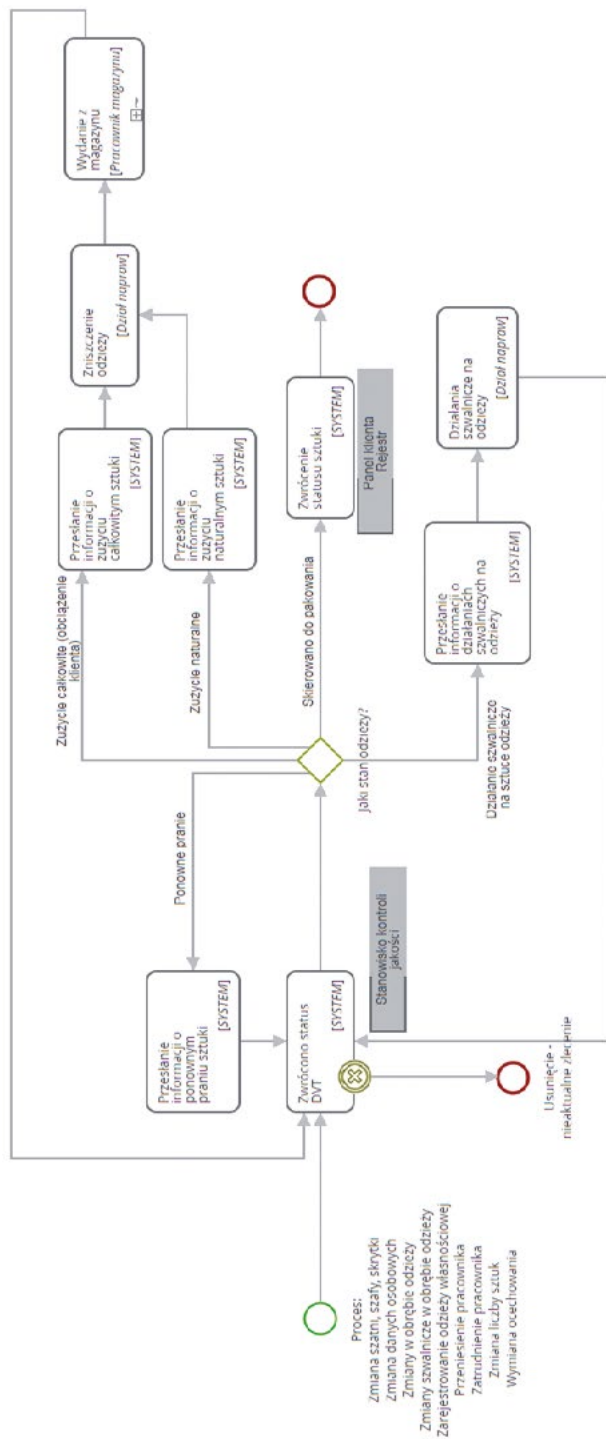 Proces:
Zmiana szatni, szafy, skrytki
Zmiana danych osobowych
Zmiany w obrębie odzieży
Zmiany szwalnicze w obrębie odzieży
Zarejestrowanie odzieży własnościowej
Przeniesienie pracownika
Zatrudnienie pracownika
Zmiana liczby sztuk
Wymiana ocechowania
Przesłanie
informacji o
ponownym
praniu sztuki
[SYSTEM]
Zwrócono status
DVT
[SYSTEM]
Stanowisko kontroli
jakości
Usunięcie -
nieaktualne zlecenie
Ponowne pranie
Jaki stan odzieży?
Zużycie całkowite (obciążenie
klienta)
Zużycie naturalne
Skierowano do pakowania
Działanie szwalnicze
na sztuce odzieży
Przesłanie
informacji o
zużyciu
całkowitym sztuki
[SYSTEM]
Przesłanie
informacji o
zużyciu
naturalnym sztuki
[SYSTEM]
Zwrócenie
statusu sztuki
[SYSTEM]
Panel klienta
Rejestr
Przesłanie
informacji o
działaniach
szwalniczych na
odzieży
[SYSTEM]
Zniszczenie
odzieży
[Dział napraw]
Działania
szwalnicze na
odzieży
[Dział napraw]
Wydanie z
magazynu
[Pracownik magazynu]